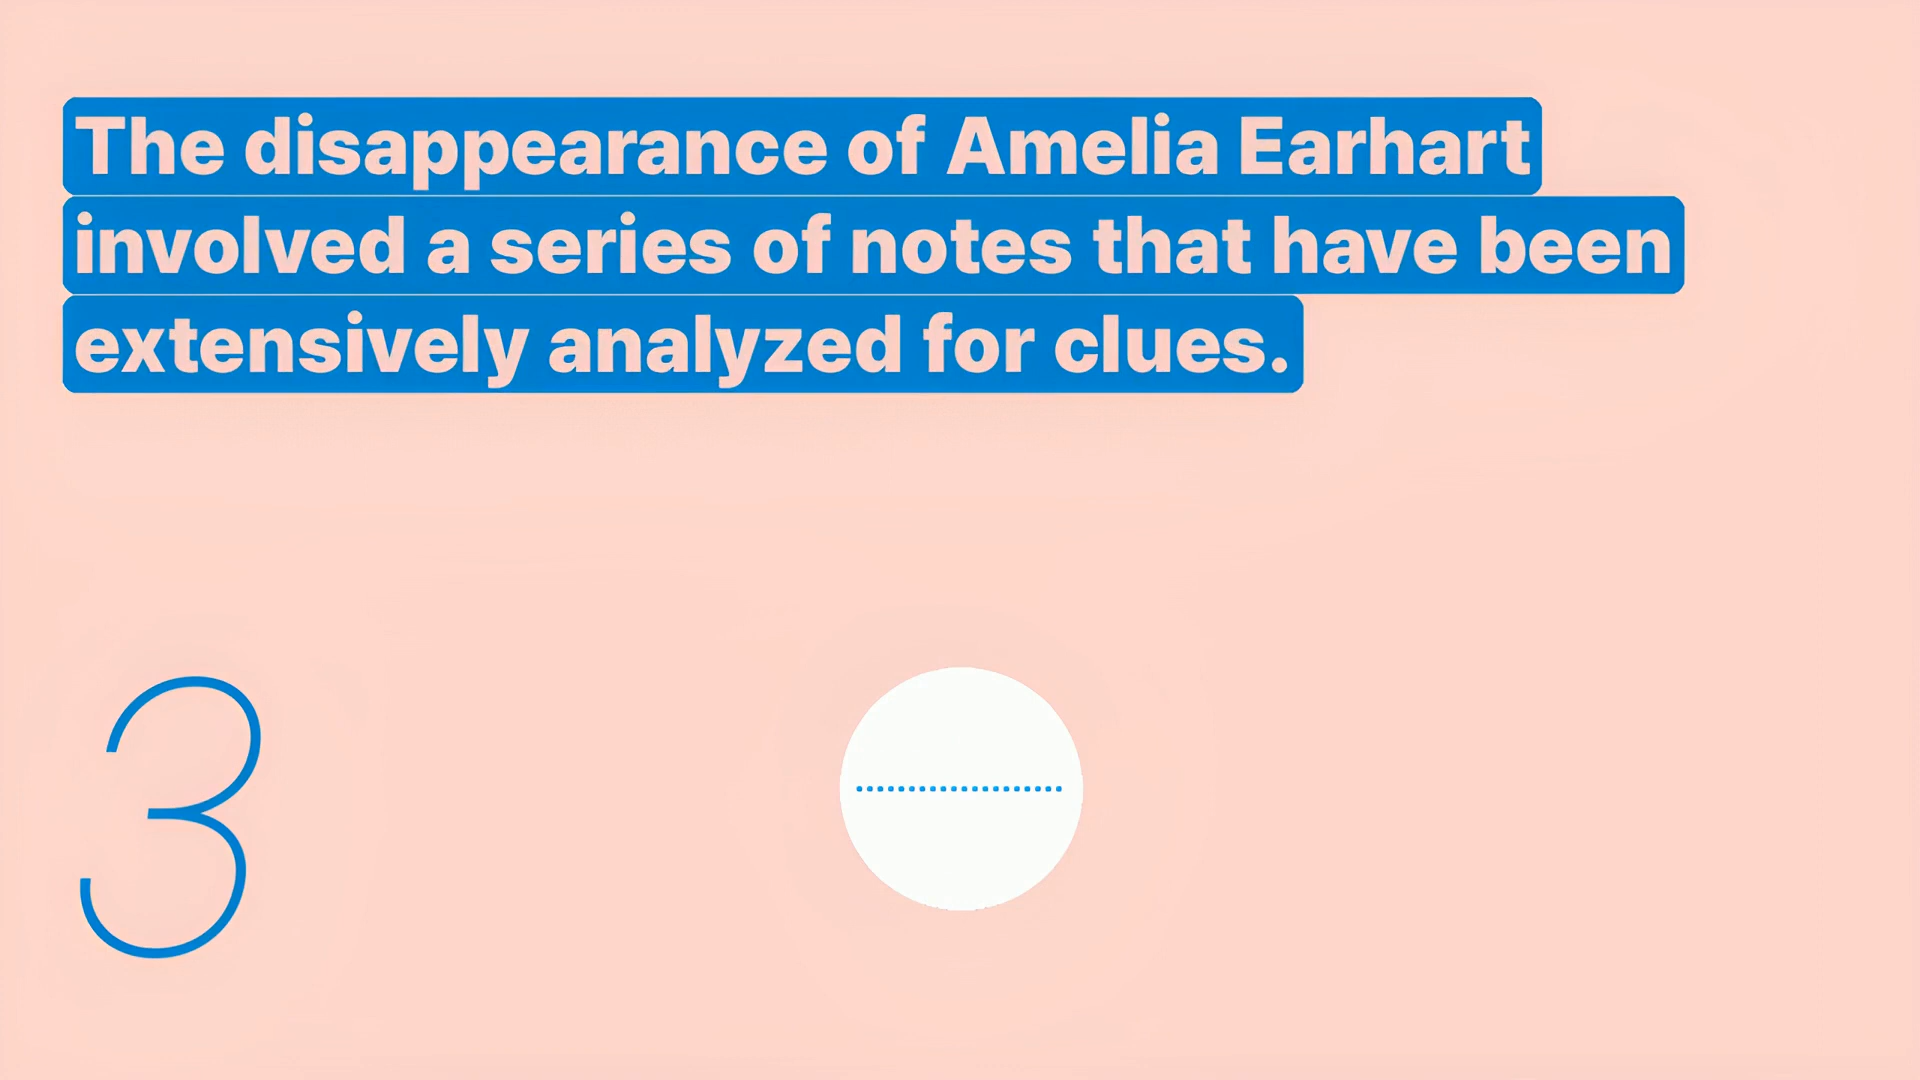 The disappearance of Amelia Earhart
involved a series of notes that have been
extensively analyzed for clues.
3